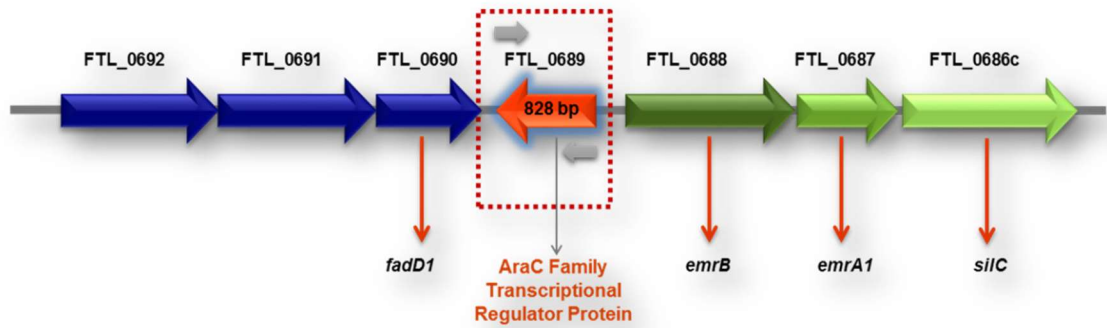 FTL_0692 FTL_0691 FTL_0690 FTL_0689 FTL_0688 FTL_0687 FTL_0686c
828 bp
fadD1 AraC Family emrB emrA1 silC
Transcriptional
Regulator Protein